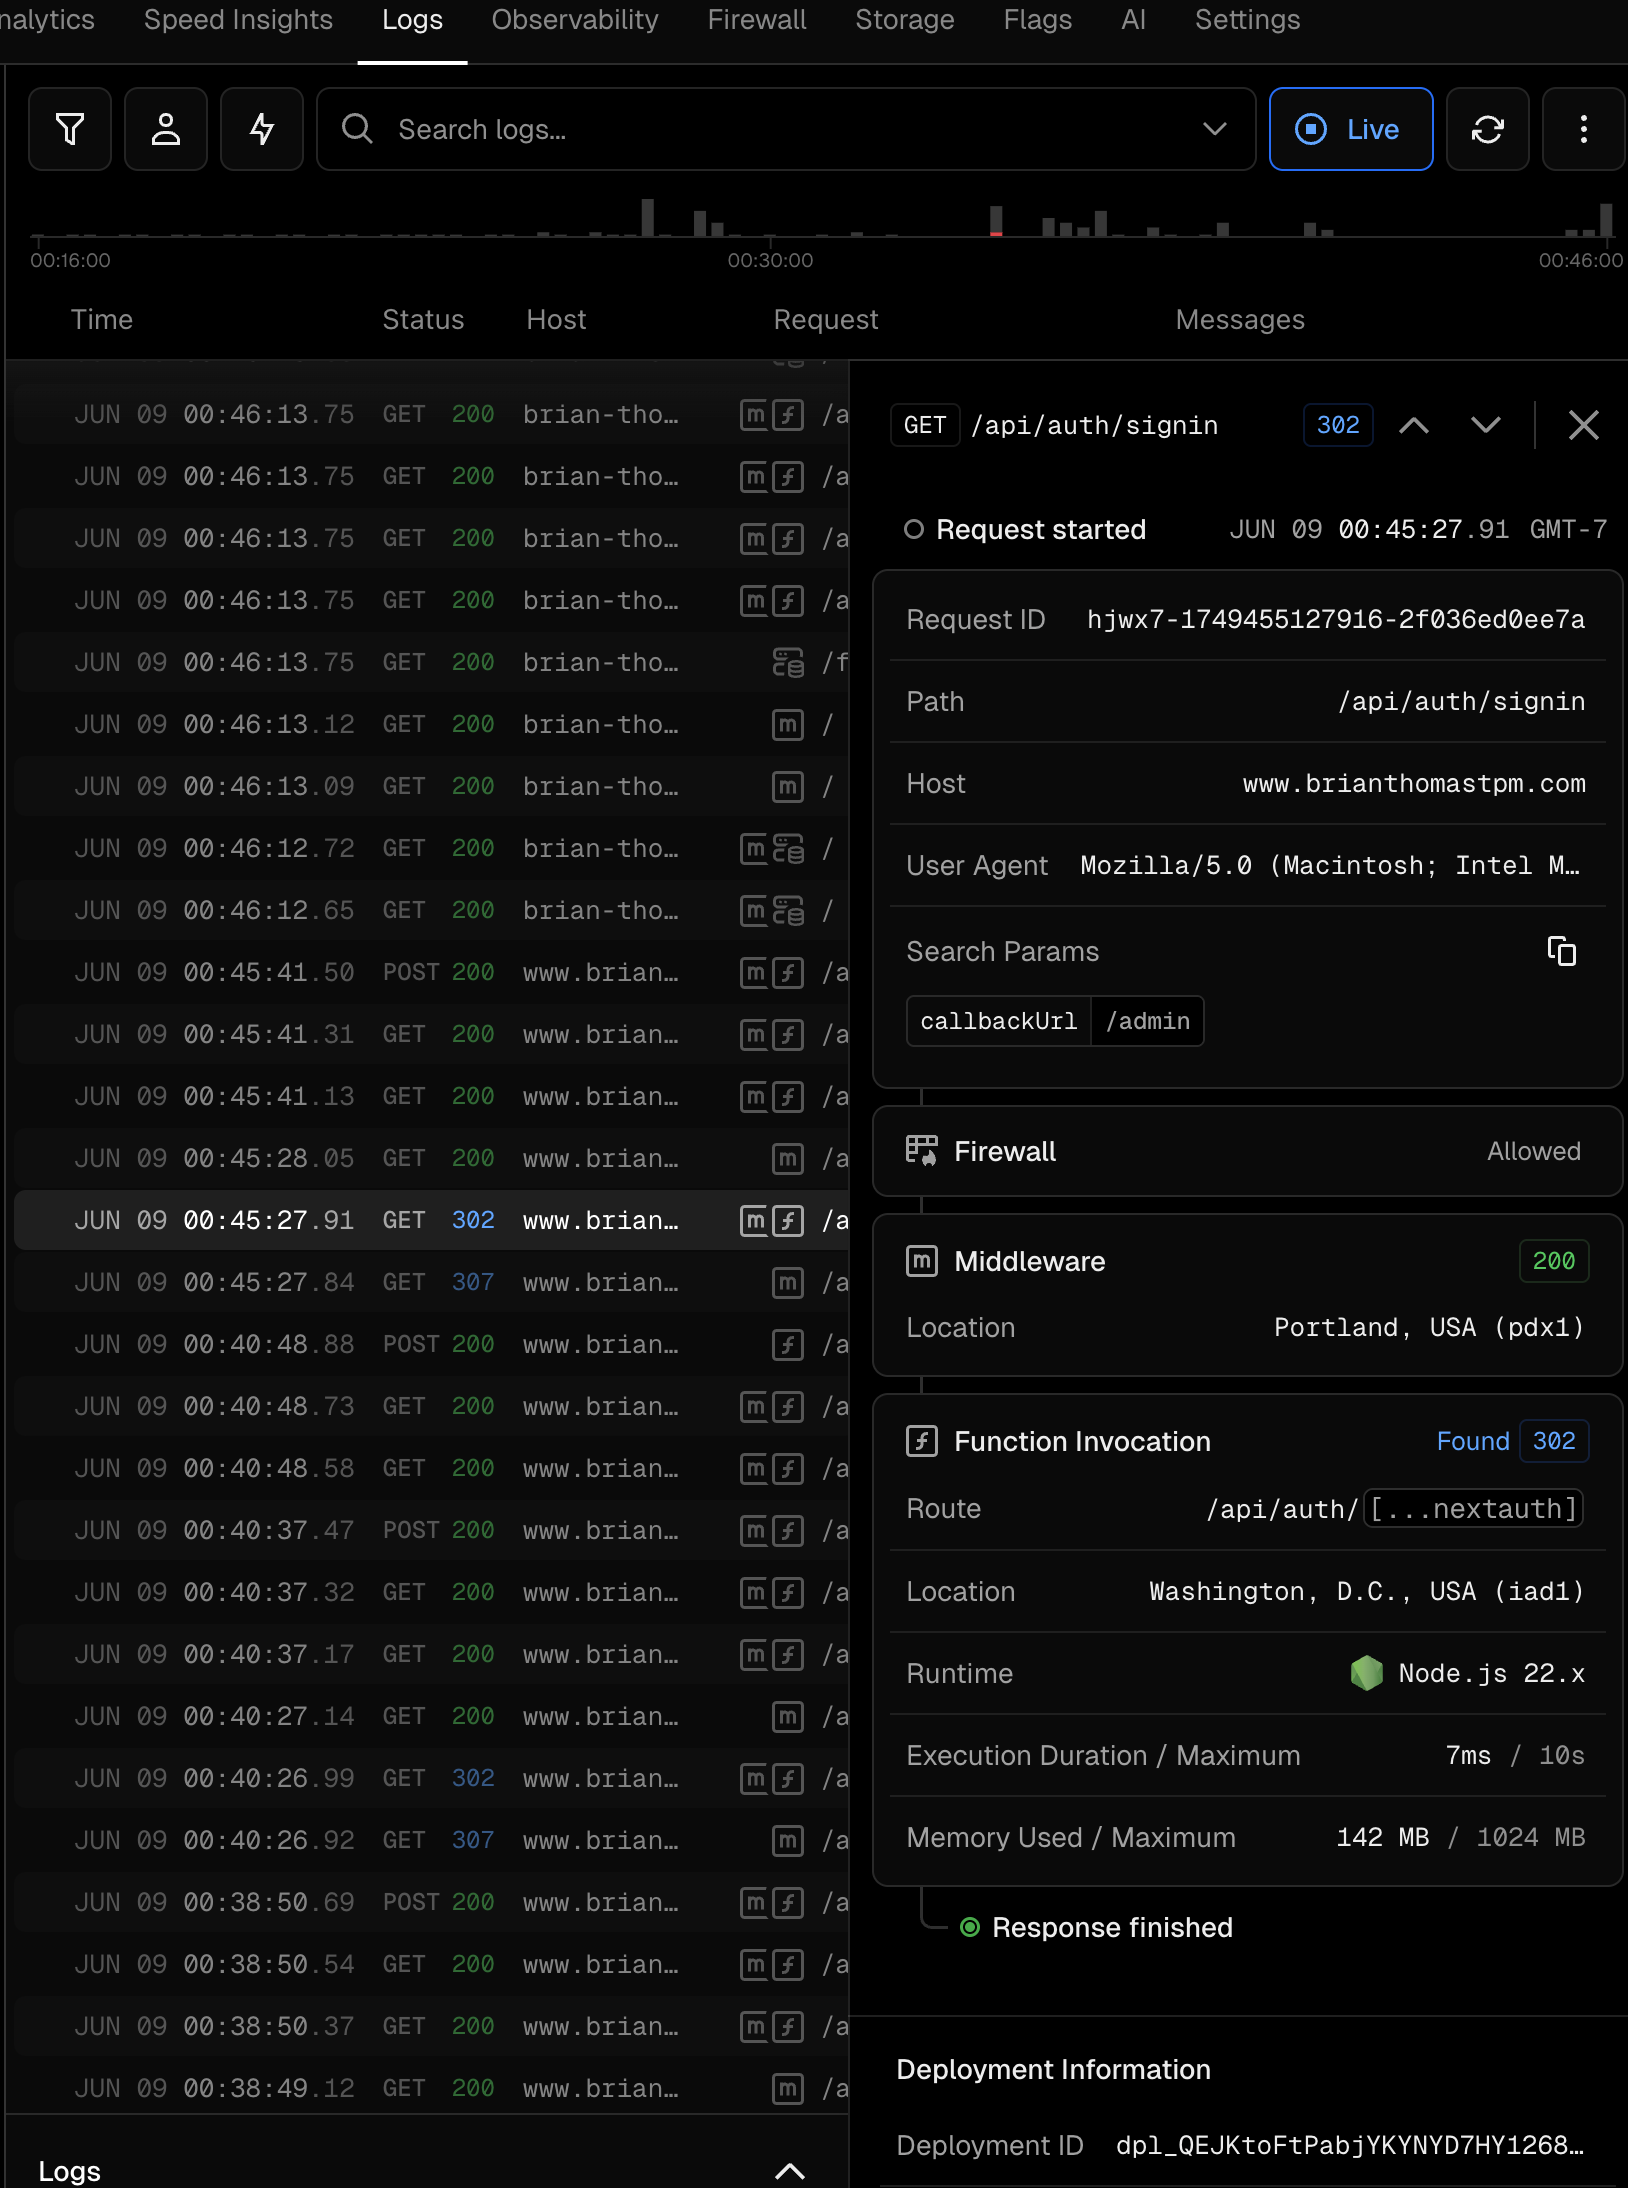 nalytics Speed Insights Logs Observability Firewall Storage Flags AI Settings
Search logs... Live
00:16:00 00:30:00 00:46:00
Time Status Host Request Messages
JUN 09 00:46:13.75 GET 200 brian-tho... m f /a
JUN 09 00:46:13.75 GET 200 brian-tho... m f /a
JUN 09 00:46:13.75 GET 200 brian-tho... m f /a
JUN 09 00:46:13.75 GET 200 brian-tho... m f /a
JUN 09 00:46:13.75 GET 200 brian-tho... /f
JUN 09 00:46:13.12 GET 200 brian-tho... m /
JUN 09 00:46:13.09 GET 200 brian-tho... m /
JUN 09 00:46:12.72 GET 200 brian-tho... m /
JUN 09 00:46:12.65 GET 200 brian-tho... m /
JUN 09 00:45:41.50 POST 200 www.brian... m f /a
JUN 09 00:45:41.31 GET 200 www.brian... m f /a
JUN 09 00:45:41.13 GET 200 www.brian... m f /a
JUN 09 00:45:28.05 GET 200 www.brian... m /a
JUN 09 00:45:27.91 GET 302 www.brian... m f /a
JUN 09 00:45:27.84 GET 307 www.brian... m /a
JUN 09 00:40:48.88 POST 200 www.brian... f /a
JUN 09 00:40:48.73 GET 200 www.brian... m f /a
JUN 09 00:40:48.58 GET 200 www.brian... m f /a
JUN 09 00:40:37.47 POST 200 www.brian... m f /a
JUN 09 00:40:37.32 GET 200 www.brian... m f /a
JUN 09 00:40:37.17 GET 200 www.brian... m f /a
JUN 09 00:40:27.14 GET 200 www.brian... m /a
JUN 09 00:40:26.99 GET 302 www.brian... m f /a
JUN 09 00:40:26.92 GET 307 www.brian... m /a
JUN 09 00:38:50.69 POST 200 www.brian... m f /a
JUN 09 00:38:50.54 GET 200 www.brian... m f /a
JUN 09 00:38:50.37 GET 200 www.brian... m f /a
JUN 09 00:38:49.12 GET 200 www.brian... m /a
Logs
GET /api/auth/signin 302
Request started JUN 09 00:45:27.91 GMT-7
Request ID hjwx7-1749455127916-2f036ed0ee7a
Path /api/auth/signin
Host www.brianthomastpm.com
User Agent Mozilla/5.0 (Macintosh; Intel M...
Search Params
callbackUrl /admin
Firewall Allowed
m Middleware 200
Location Portland, USA (pdx1)
f Function Invocation Found 302
Route /api/auth/[...nextauth]
Location Washington, D.C., USA (iad1)
Runtime Node.js 22.x
Execution Duration / Maximum 7ms / 10s
Memory Used / Maximum 142 MB / 1024 MB
Response finished
Deployment Information
Deployment ID dpl_QEJKtoFtPabjYKYNYD7HY1268...